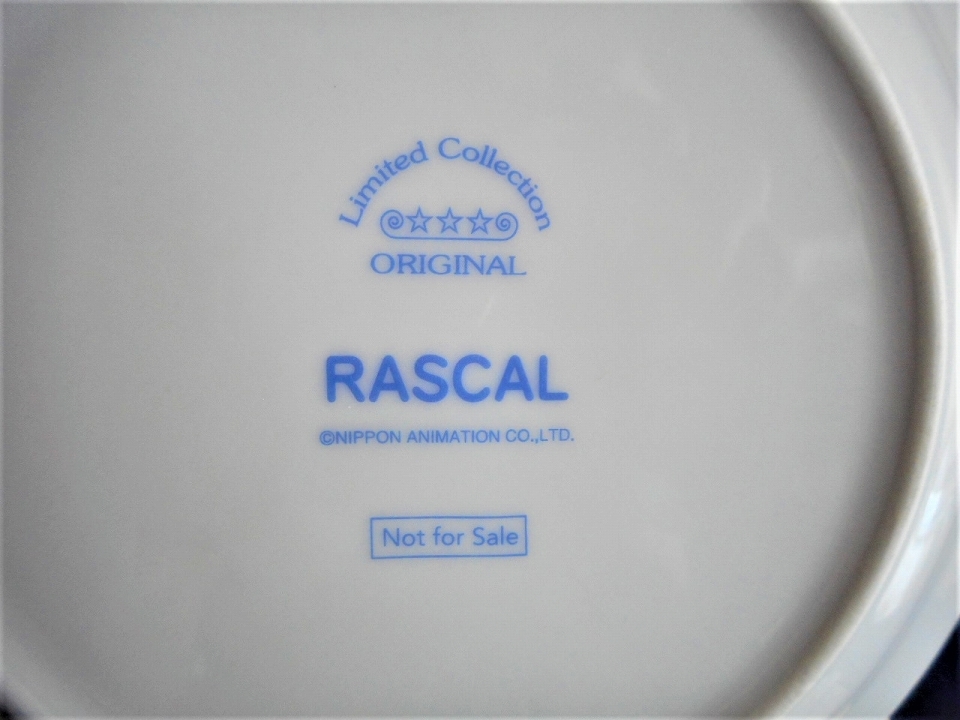 Limited Collection
ORIGINAL
RASCAL
©NIPPON ANIMATION CO.,LTD.
Not for Sale